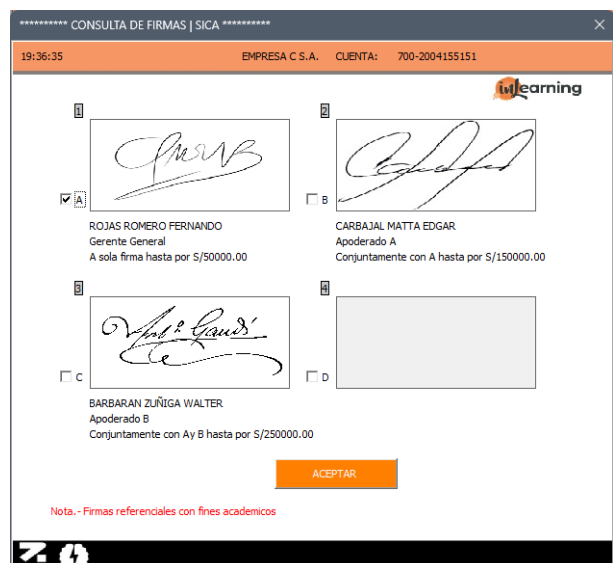 ********** CONSULTA DE FIRMAS | SICA **********
19:36:35 EMPRESA C S.A. CUENTA: 700-2004155151
inLearning
1
2
A
B
ROJAS ROMERO FERNANDO
Gerente General
A sola firma hasta por S/50000.00
CARBAJAL MATTA EDGAR
Apoderado A
Conjuntamente con A hasta por S/150000.00
3
4
C
D
BARBARAN ZUÑIGA WALTER
Apoderado B
Conjuntamente con Ay B hasta por S/250000.00
ACEPTAR
Nota.- Firmas referenciales con fines academicos